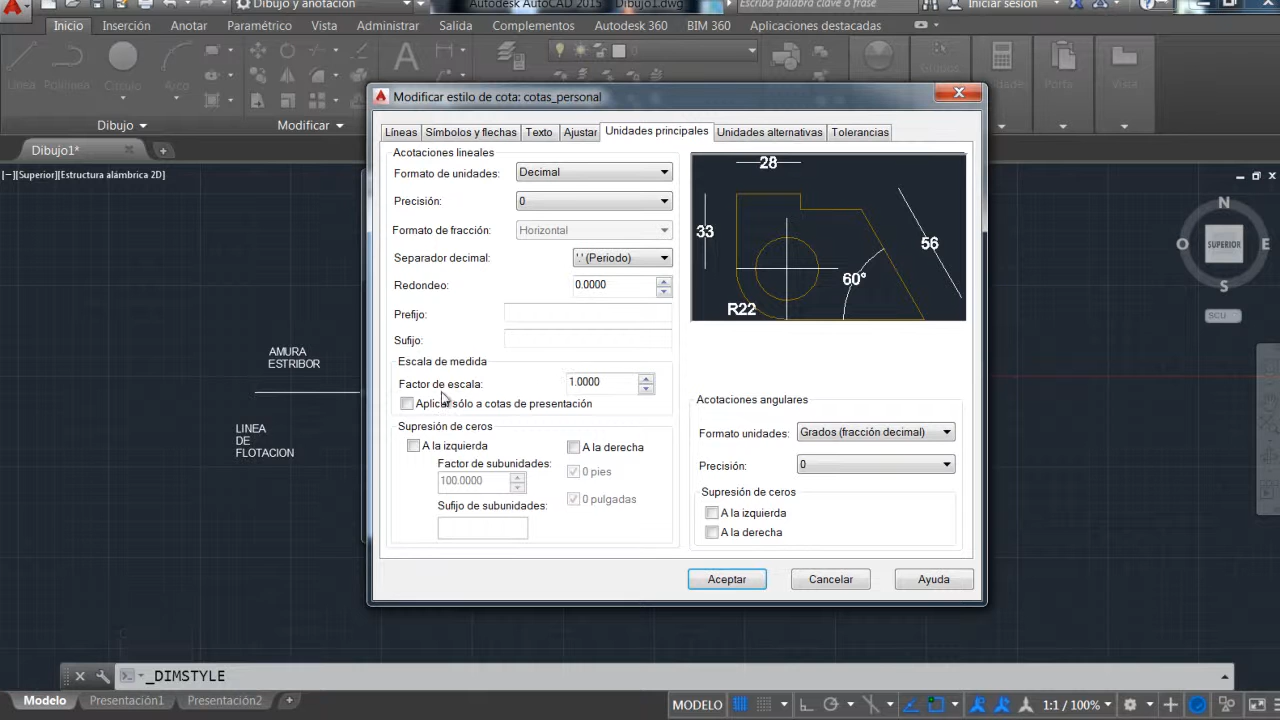 Dibujo y anotación
Autodesk AutoCAD 2015 Dibujo1.dwg
Escriba palabra clave o frase
Iniciar sesión
Inicio Inserción Anotar Paramétrico Vista Administrar Salida Complementos Autodesk 360 BIM 360 Aplicaciones destacadas
Línea Polilínea Círculo Arco
A
Grupos
Vista
Dibujo
Modificar
Dibujo1*
[−][Superior][Estructura alámbrica 2D]
Modificar estilo de cota: cotas_personal
Líneas Símbolos y flechas Texto Ajustar Unidades principales Unidades alternativas Tolerancias
Acotaciones lineales
Formato de unidades: Decimal
Precisión: 0
Formato de fracción: Horizontal
Separador decimal: '.' (Periodo)
Redondeo: 0.0000
Prefijo:
Sufijo:
Escala de medida
Factor de escala: 1.0000
Aplicar sólo a cotas de presentación
Supresión de ceros
A la izquierda
A la derecha
Factor de subunidades:
100.0000
0 pies
0 pulgadas
Sufijo de subunidades:
28
33
56
60°
R22
Acotaciones angulares
Formato unidades: Grados (fracción decimal)
Precisión: 0
Supresión de ceros
A la izquierda
A la derecha
Aceptar Cancelar Ayuda
AMURA
ESTRIBOR
LINEA
DE
FLOTACION
N
O SUPERIOR E
S
SCU
_DIMSTYLE
Modelo Presentación1 Presentación2 +
MODELO
1:1 / 100%